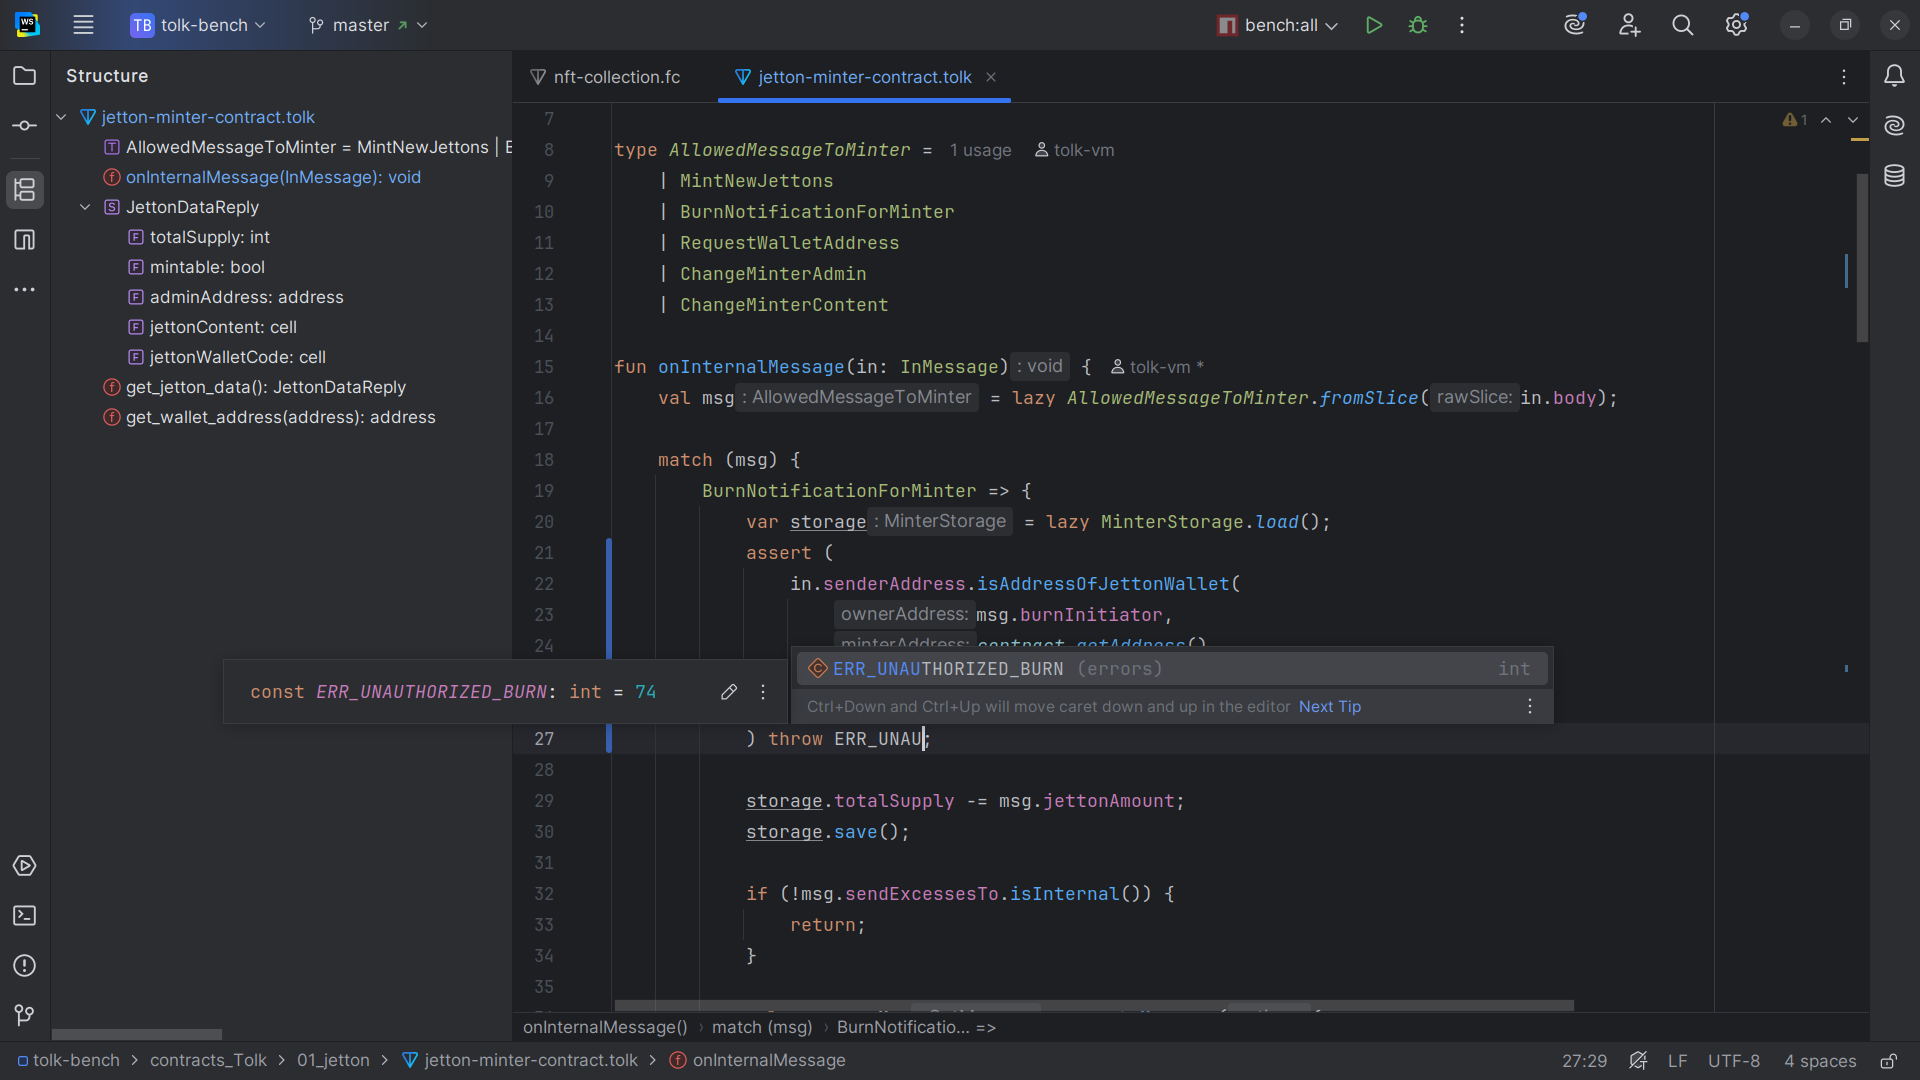 WS
TB tolk-bench
master
bench:all
Structure
jetton-minter-contract.tolk
T AllowedMessageToMinter = MintNewJettons | B
f onInternalMessage(InMessage): void
S JettonDataReply
F totalSupply: int
F mintable: bool
F adminAddress: address
F jettonContent: cell
F jettonWalletCode: cell
f get_jetton_data(): JettonDataReply
f get_wallet_address(address): address
nft-collection.fc
jetton-minter-contract.tolk
1
7
8 type AllowedMessageToMinter = 1 usage tolk-vm
9 | MintNewJettons
10 | BurnNotificationForMinter
11 | RequestWalletAddress
12 | ChangeMinterAdmin
13 | ChangeMinterContent
14
15 fun onInternalMessage(in: InMessage) : void { tolk-vm *
16 val msg : AllowedMessageToMinter = lazy AllowedMessageToMinter.fromSlice( rawSlice: in.body);
17
18 match (msg) {
19 BurnNotificationForMinter => {
20 var storage : MinterStorage = lazy MinterStorage.load();
21 assert (
22 in.senderAddress.isAddressOfJettonWallet(
23 ownerAddress: msg.burnInitiator,
24 minterAddress: contract.getAddress()
const ERR_UNAUTHORIZED_BURN: int = 74
C ERR_UNAUTHORIZED_BURN (errors) int
Ctrl+Down and Ctrl+Up will move caret down and up in the editor Next Tip
27 ) throw ERR_UNAU;
28
29 storage.totalSupply -= msg.jettonAmount;
30 storage.save();
31
32 if (!msg.sendExcessesTo.isInternal()) {
33 return;
34 }
35
onInternalMessage() › match (msg) › BurnNotificatio... =>
tolk-bench > contracts_Tolk > 01_jetton > jetton-minter-contract.tolk > f onInternalMessage
27:29 LF UTF-8 4 spaces